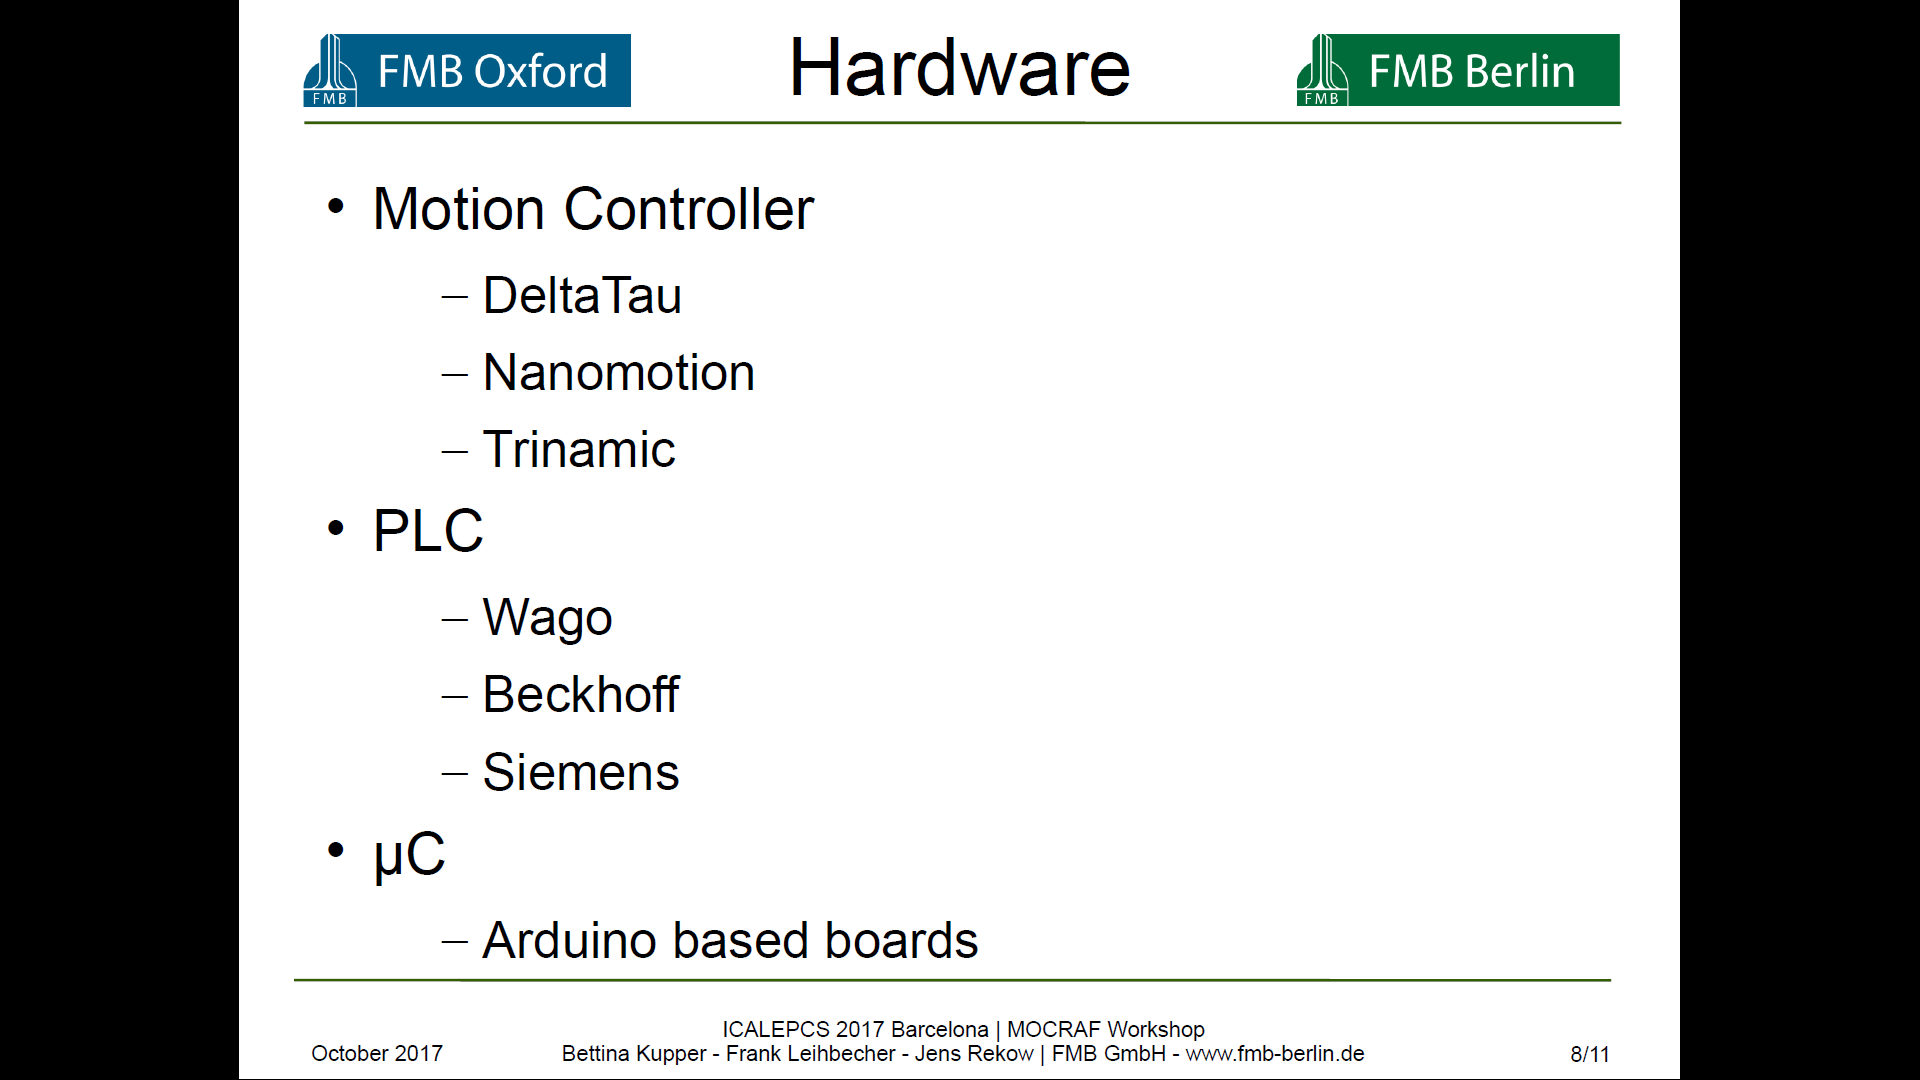 FMB
FMB Oxford
Hardware
FMB
FMB Berlin
• Motion Controller
– DeltaTau
– Nanomotion
– Trinamic
• PLC
– Wago
– Beckhoff
– Siemens
• µC
– Arduino based boards
ICALEPCS 2017 Barcelona | MOCRAF Workshop
October 2017
Bettina Kupper - Frank Leihbecher - Jens Rekow | FMB GmbH - www.fmb-berlin.de
8/11